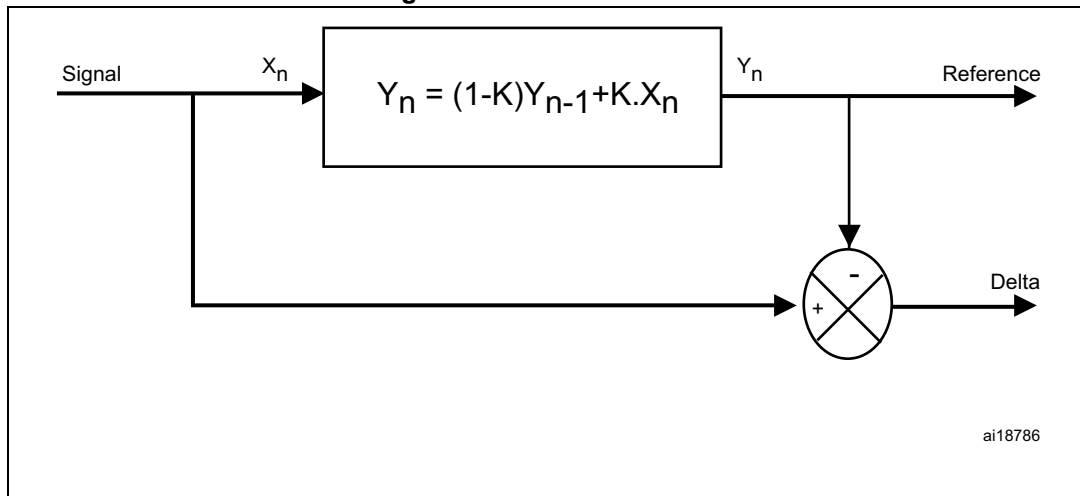 Signal
Xn
Yn = (1-K)Yn-1+K.Xn
Yn
Reference
-
+
Delta
ai18786